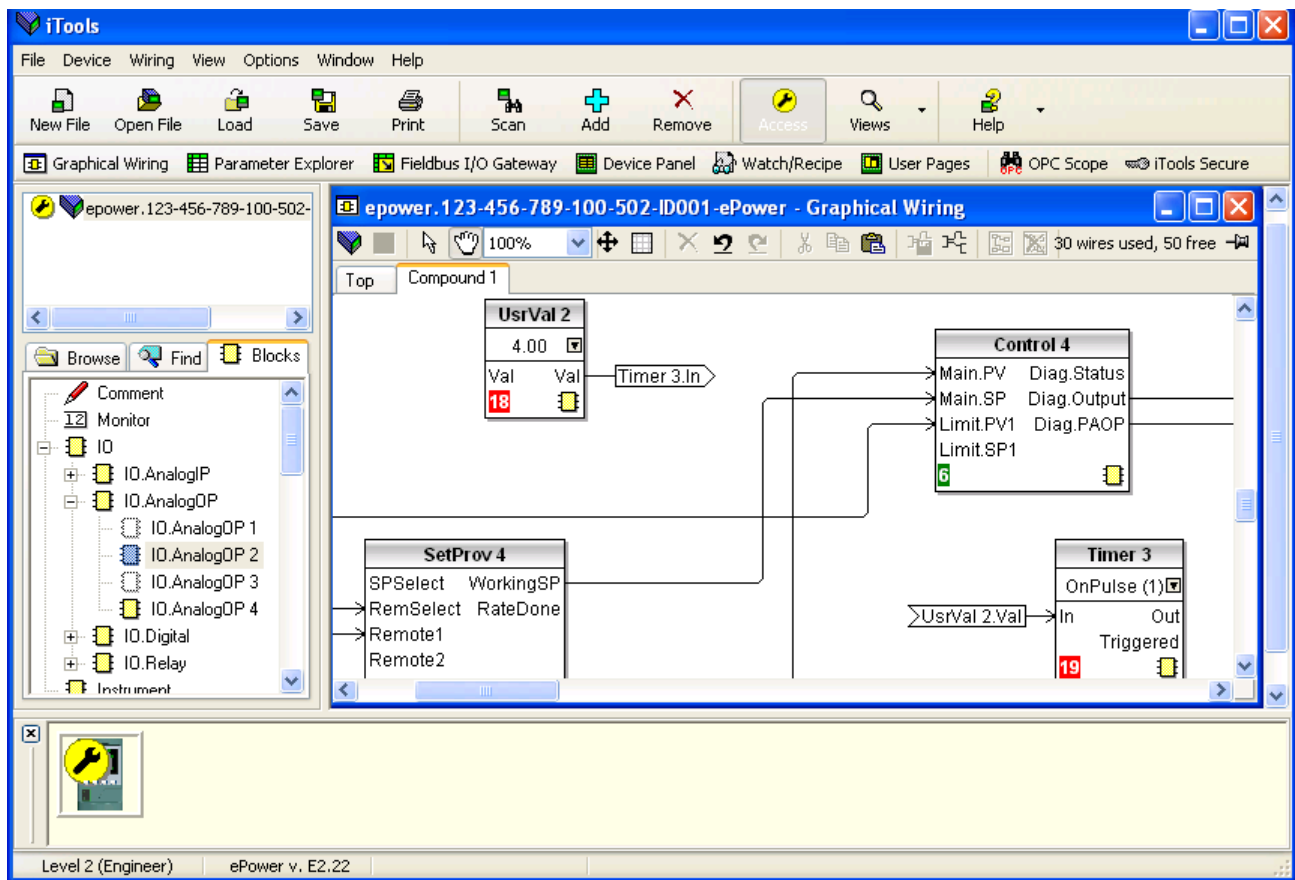 iTools
File Device Wiring View Options Window Help
New File Open File Load Save Print Scan Add Remove Access Views Help
Graphical Wiring Parameter Explorer Fieldbus I/O Gateway Device Panel Watch/Recipe User Pages OPC Scope iTools Secure
epower.123-456-789-100-502-
Browse Find Blocks
Comment
12 Monitor
IO
IO.AnalogIP
IO.AnalogOP
IO.AnalogOP 1
IO.AnalogOP 2
IO.AnalogOP 3
IO.AnalogOP 4
IO.Digital
IO.Relay
Instrument
epower.123-456-789-100-502-ID001-ePower - Graphical Wiring
100% 30 wires used, 50 free
Top Compound 1
UsrVal 2
4.00
Val Val
18
Timer 3.In
Control 4
Main.PV Diag.Status
Main.SP Diag.Output
Limit.PV1 Diag.PAOP
Limit.SP1
6
SetProv 4
SPSelect WorkingSP
RemSelect RateDone
Remote1
Remote2
UsrVal 2.Val
Timer 3
OnPulse (1)
In Out
Triggered
19
Level 2 (Engineer) ePower v. E2.22